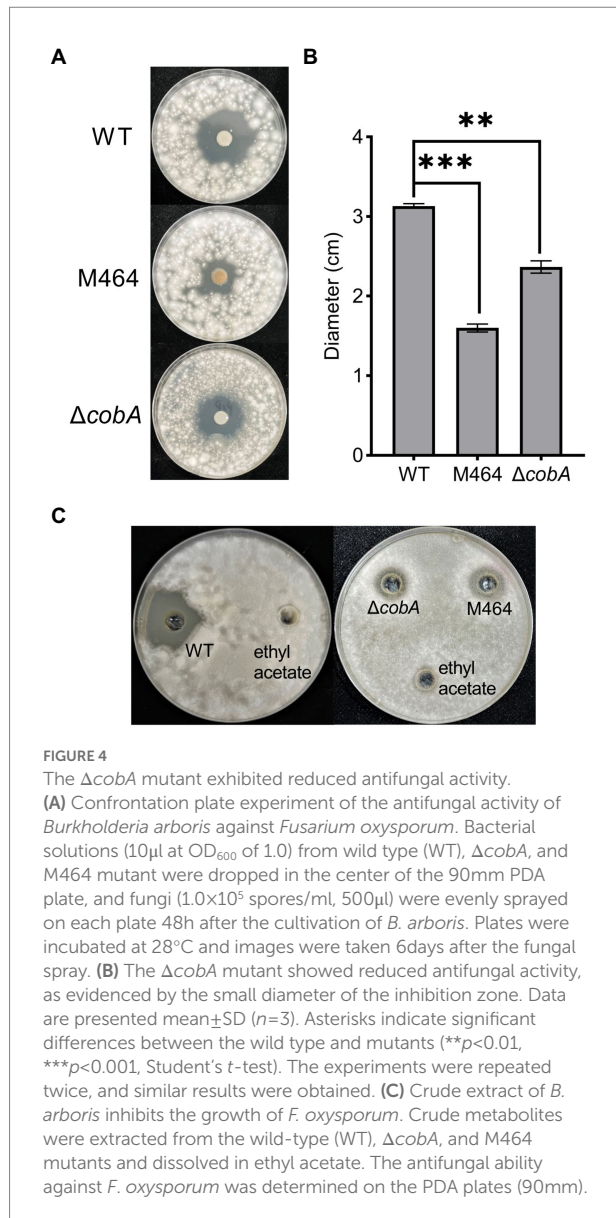 A
WT
M464
ΔcobA
B
**
***
Diameter (cm)
4
3
2
1
0
WT
M464
ΔcobA
C
WT
ethyl
acetate
ΔcobA
M464
ethyl
acetate
FIGURE 4
The ΔcobA mutant exhibited reduced antifungal activity.
(A) Confrontation plate experiment of the antifungal activity of
Burkholderia arboris against Fusarium oxysporum. Bacterial
solutions (10μl at OD₆₀₀ of 1.0) from wild type (WT), ΔcobA, and
M464 mutant were dropped in the center of the 90mm PDA
plate, and fungi (1.0×10⁵ spores/ml, 500μl) were evenly sprayed
on each plate 48h after the cultivation of B. arboris. Plates were
incubated at 28°C and images were taken 6days after the fungal
spray. (B) The ΔcobA mutant showed reduced antifungal activity,
as evidenced by the small diameter of the inhibition zone. Data
are presented mean±SD (n=3). Asterisks indicate significant
differences between the wild type and mutants (**p<0.01,
***p<0.001, Student's t-test). The experiments were repeated
twice, and similar results were obtained. (C) Crude extract of B.
arboris inhibits the growth of F. oxysporum. Crude metabolites
were extracted from the wild-type (WT), ΔcobA, and M464
mutants and dissolved in ethyl acetate. The antifungal ability
against F. oxysporum was determined on the PDA plates (90mm).